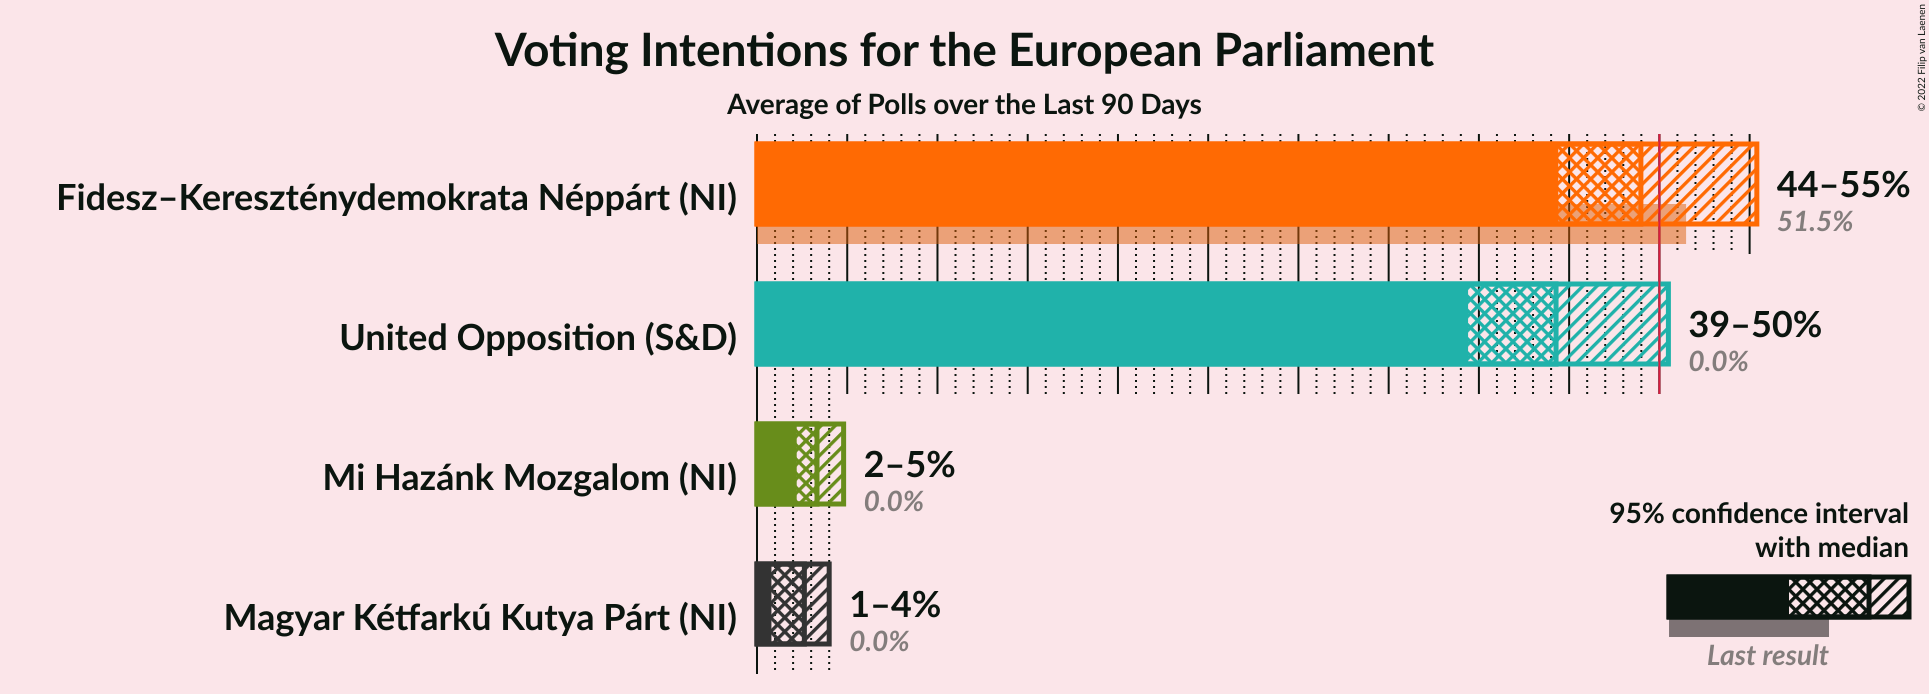 Voting Intentions for the European Parliament
Average of Polls over the Last 90 Days
© 2022 Filip van Laenen
Fidesz–Kereszténydemokrata Néppárt (NI)
44–55%
51.5%
United Opposition (S&D)
39–50%
0.0%
Mi Hazánk Mozgalom (NI)
2–5%
0.0%
Magyar Kétfarkú Kutya Párt (NI)
1–4%
0.0%
95% confidence interval
with median
Last result